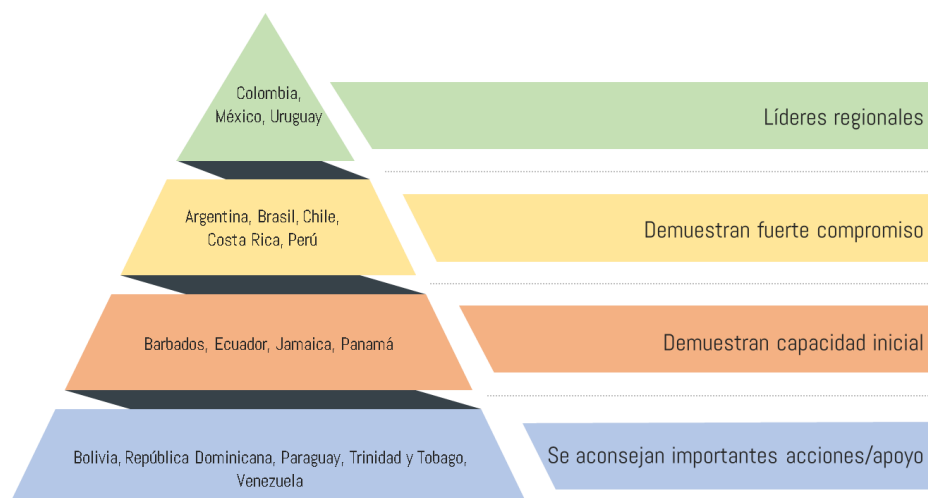 Colombia,
México, Uruguay
Líderes regionales
Argentina, Brasil, Chile,
Costa Rica, Perú
Demuestran fuerte compromiso
Barbados, Ecuador, Jamaica, Panamá
Demuestran capacidad inicial
Bolivia, República Dominicana, Paraguay, Trinidad y Tobago,
Venezuela
Se aconsejan importantes acciones/apoyo